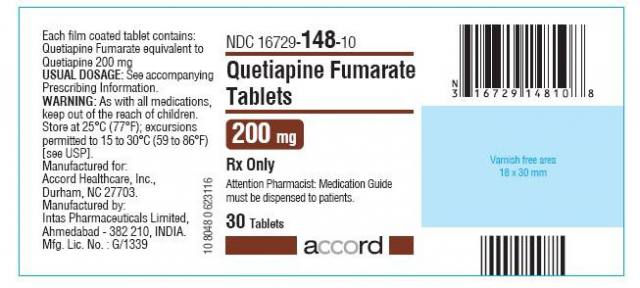 Each film coated tablet contains:
Quetiapine Fumarate equivalent to
Quetiapine 200 mg
USUAL DOSAGE: See accompanying
Prescribing Information.
WARNING: As with all medications,
keep out of the reach of children.
Store at 25°C (77°F); excursions
permitted to 15 to 30°C (59 to 86°F)
[see USP].
Manufactured for:
Accord Healthcare, Inc.,
Durham, NC 27703.
Manufactured by:
Intas Pharmaceuticals Limited,
Ahmedabad - 382 210, INDIA.
Mfg. Lic. No. : G/1339
10 8048 0 623116
NDC 16729-148-10
Quetiapine Fumarate
Tablets
200 mg
Rx Only
Attention Pharmacist: Medication Guide
must be dispensed to patients.
30 Tablets
accord
N
3 16729 14810 8
Varnish free area
18 x 30 mm